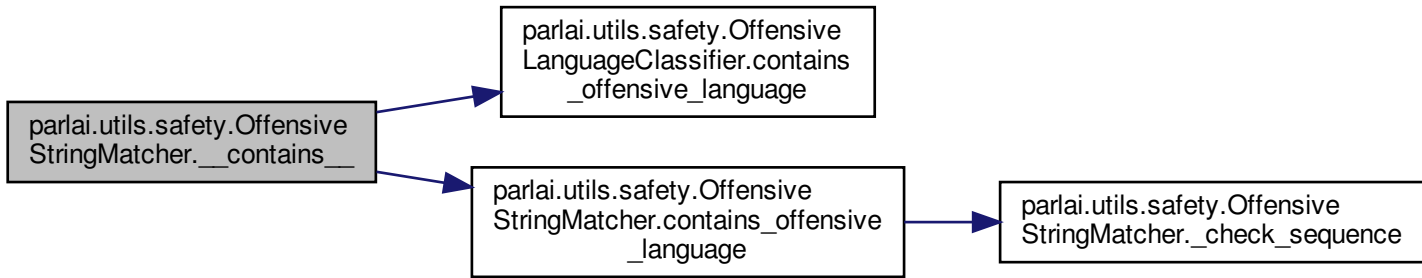 parlai.utils.safety.Offensive
LanguageClassifier.contains
_offensive_language
parlai.utils.safety.Offensive
StringMatcher.__contains__
parlai.utils.safety.Offensive
StringMatcher.contains_offensive
_language
parlai.utils.safety.Offensive
StringMatcher._check_sequence